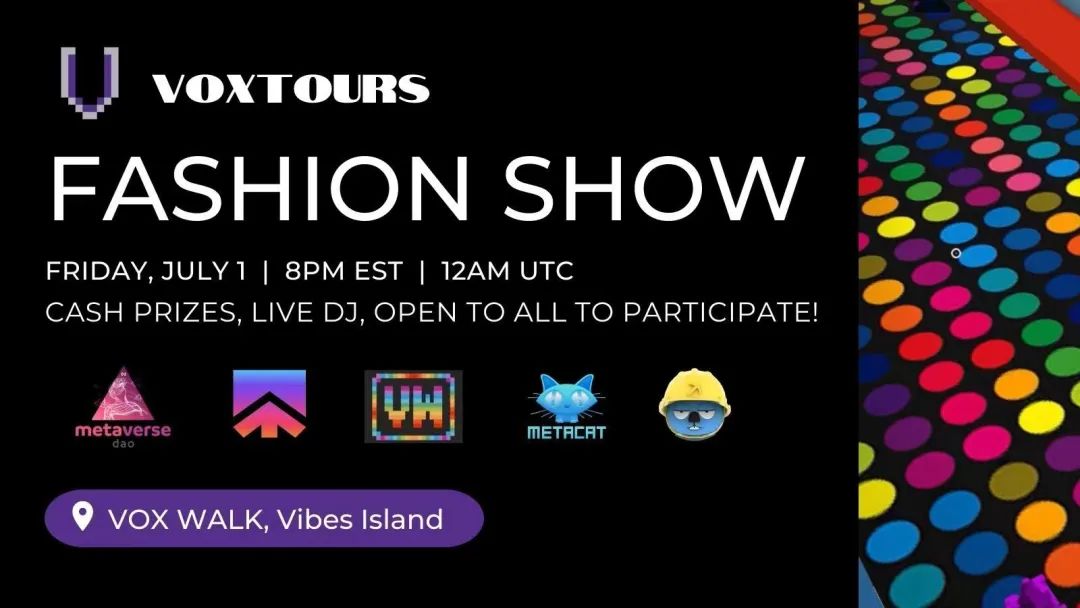 VOXTOURS
FASHION SHOW
FRIDAY, JULY 1 | 8PM EST | 12AM UTC
CASH PRIZES, LIVE DJ, OPEN TO ALL TO PARTICIPATE!
metaverse
dao
VW
METACAT
VOX WALK, Vibes Island